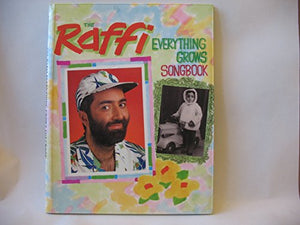 THE
Raffi
EVERYTHING
GROWS
SONGBOOK